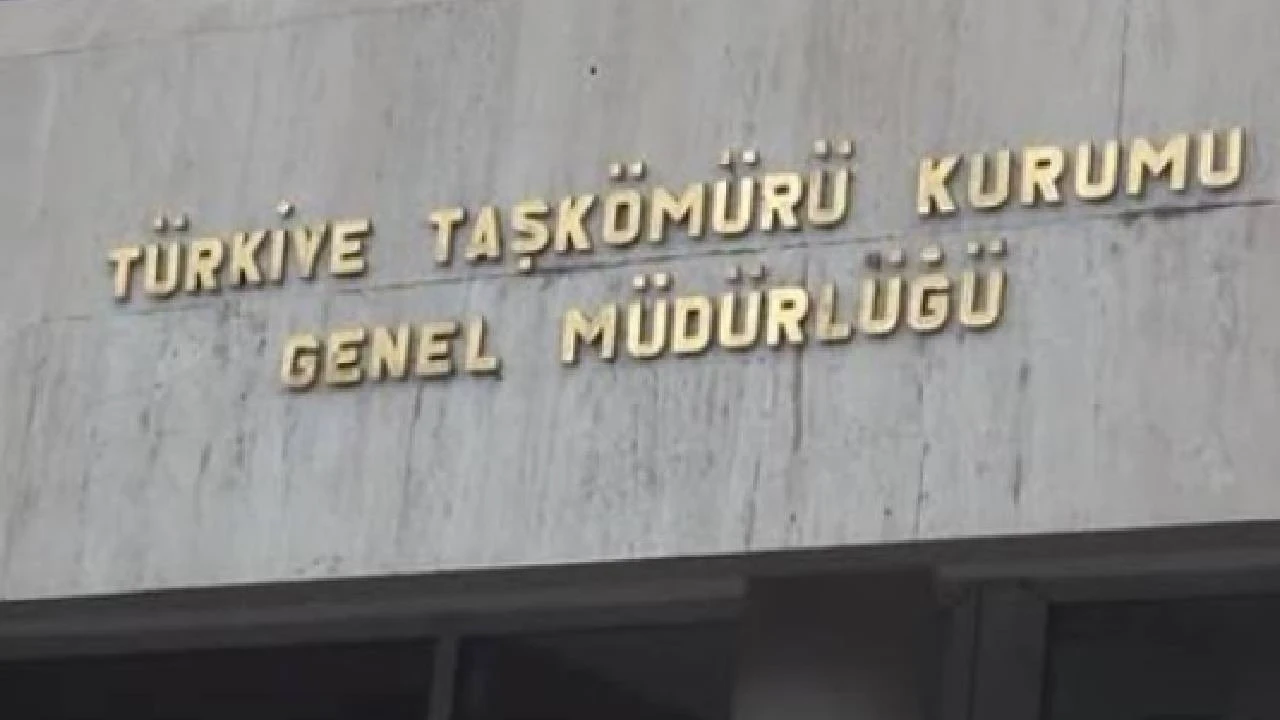 TÜRKİYE TAŞKÖMÜRÜ KURUMU
GENEL MÜDÜRLÜĞÜ